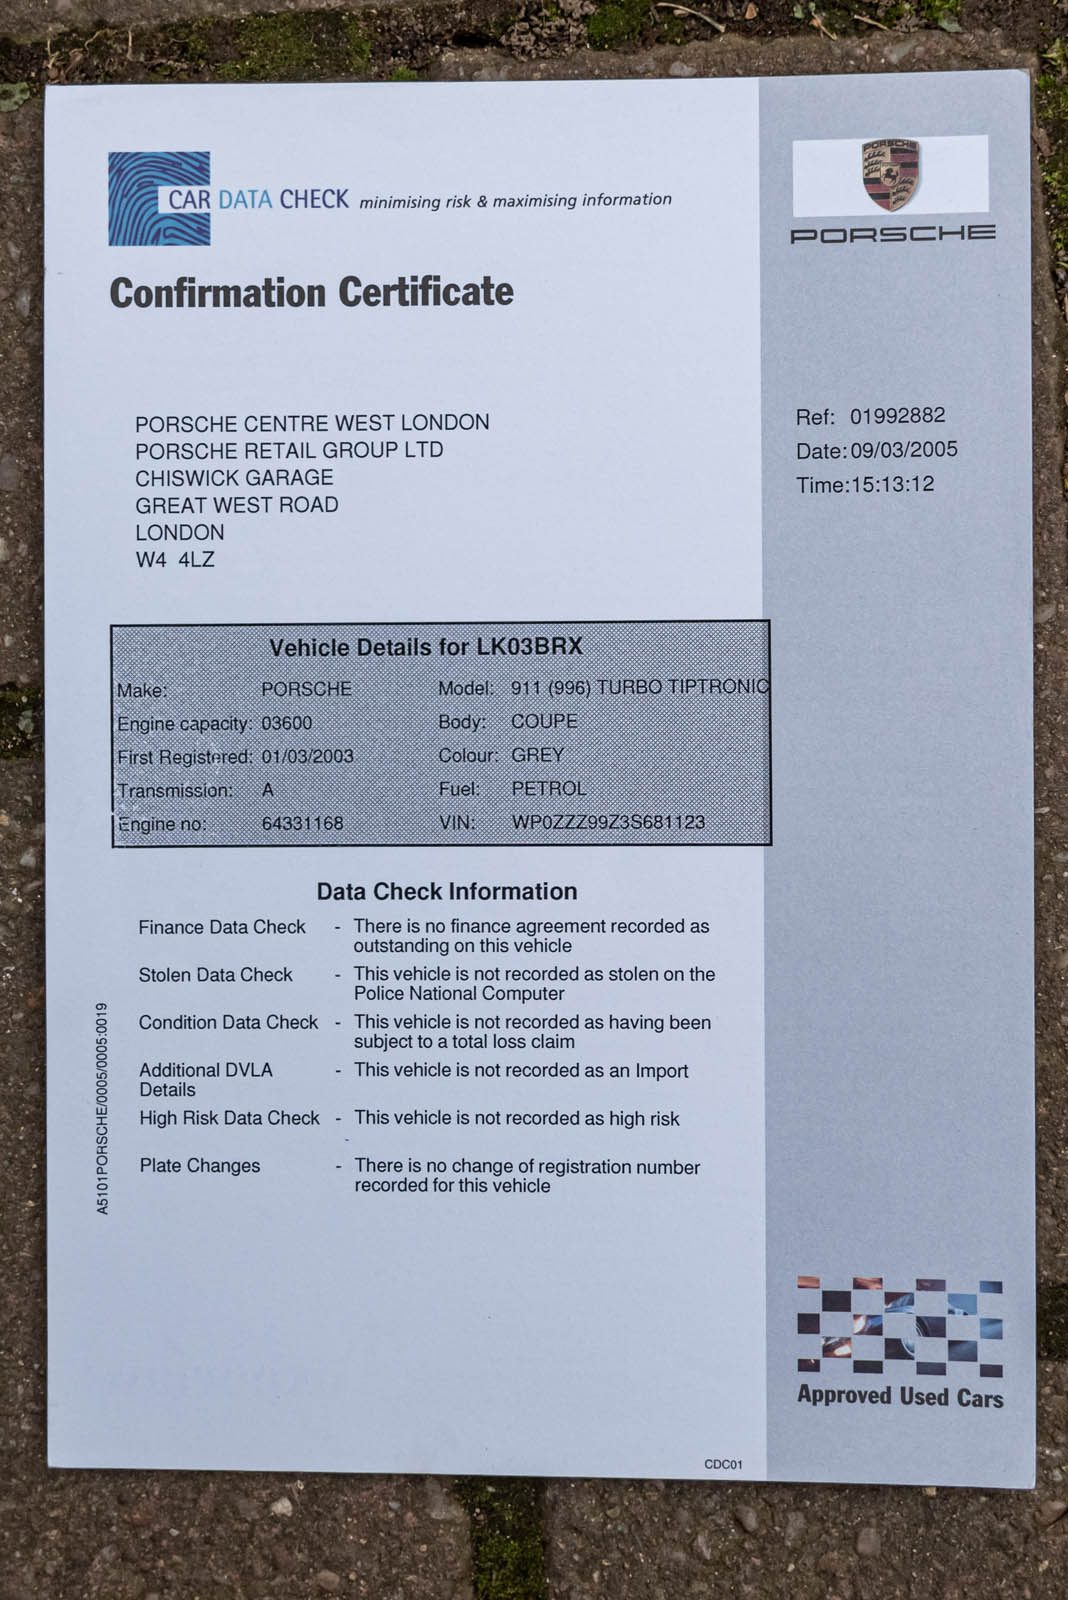 CAR DATA CHECK minimising risk & maximising information
PORSCHE
PORSCHE
Confirmation Certificate
PORSCHE CENTRE WEST LONDON
PORSCHE RETAIL GROUP LTD
CHISWICK GARAGE
GREAT WEST ROAD
LONDON
W4 4LZ
Ref: 01992882
Date: 09/03/2005
Time: 15:13:12
Vehicle Details for LK03BRX
Make: PORSCHE Model: 911 (996) TURBO TIPTRONIC
Engine capacity: 03600 Body: COUPE
First Registered: 01/03/2003 Colour: GREY
Transmission: A Fuel: PETROL
Engine no: 64331168 VIN: WP0ZZZ99Z3S681123
Data Check Information
Finance Data Check - There is no finance agreement recorded as
outstanding on this vehicle
Stolen Data Check - This vehicle is not recorded as stolen on the
Police National Computer
Condition Data Check - This vehicle is not recorded as having been
subject to a total loss claim
Additional DVLA - This vehicle is not recorded as an Import
Details
High Risk Data Check - This vehicle is not recorded as high risk
-
Plate Changes - There is no change of registration number
recorded for this vehicle
A5101PORSCHE/0005/0005:0019
Approved Used Cars
CDC01